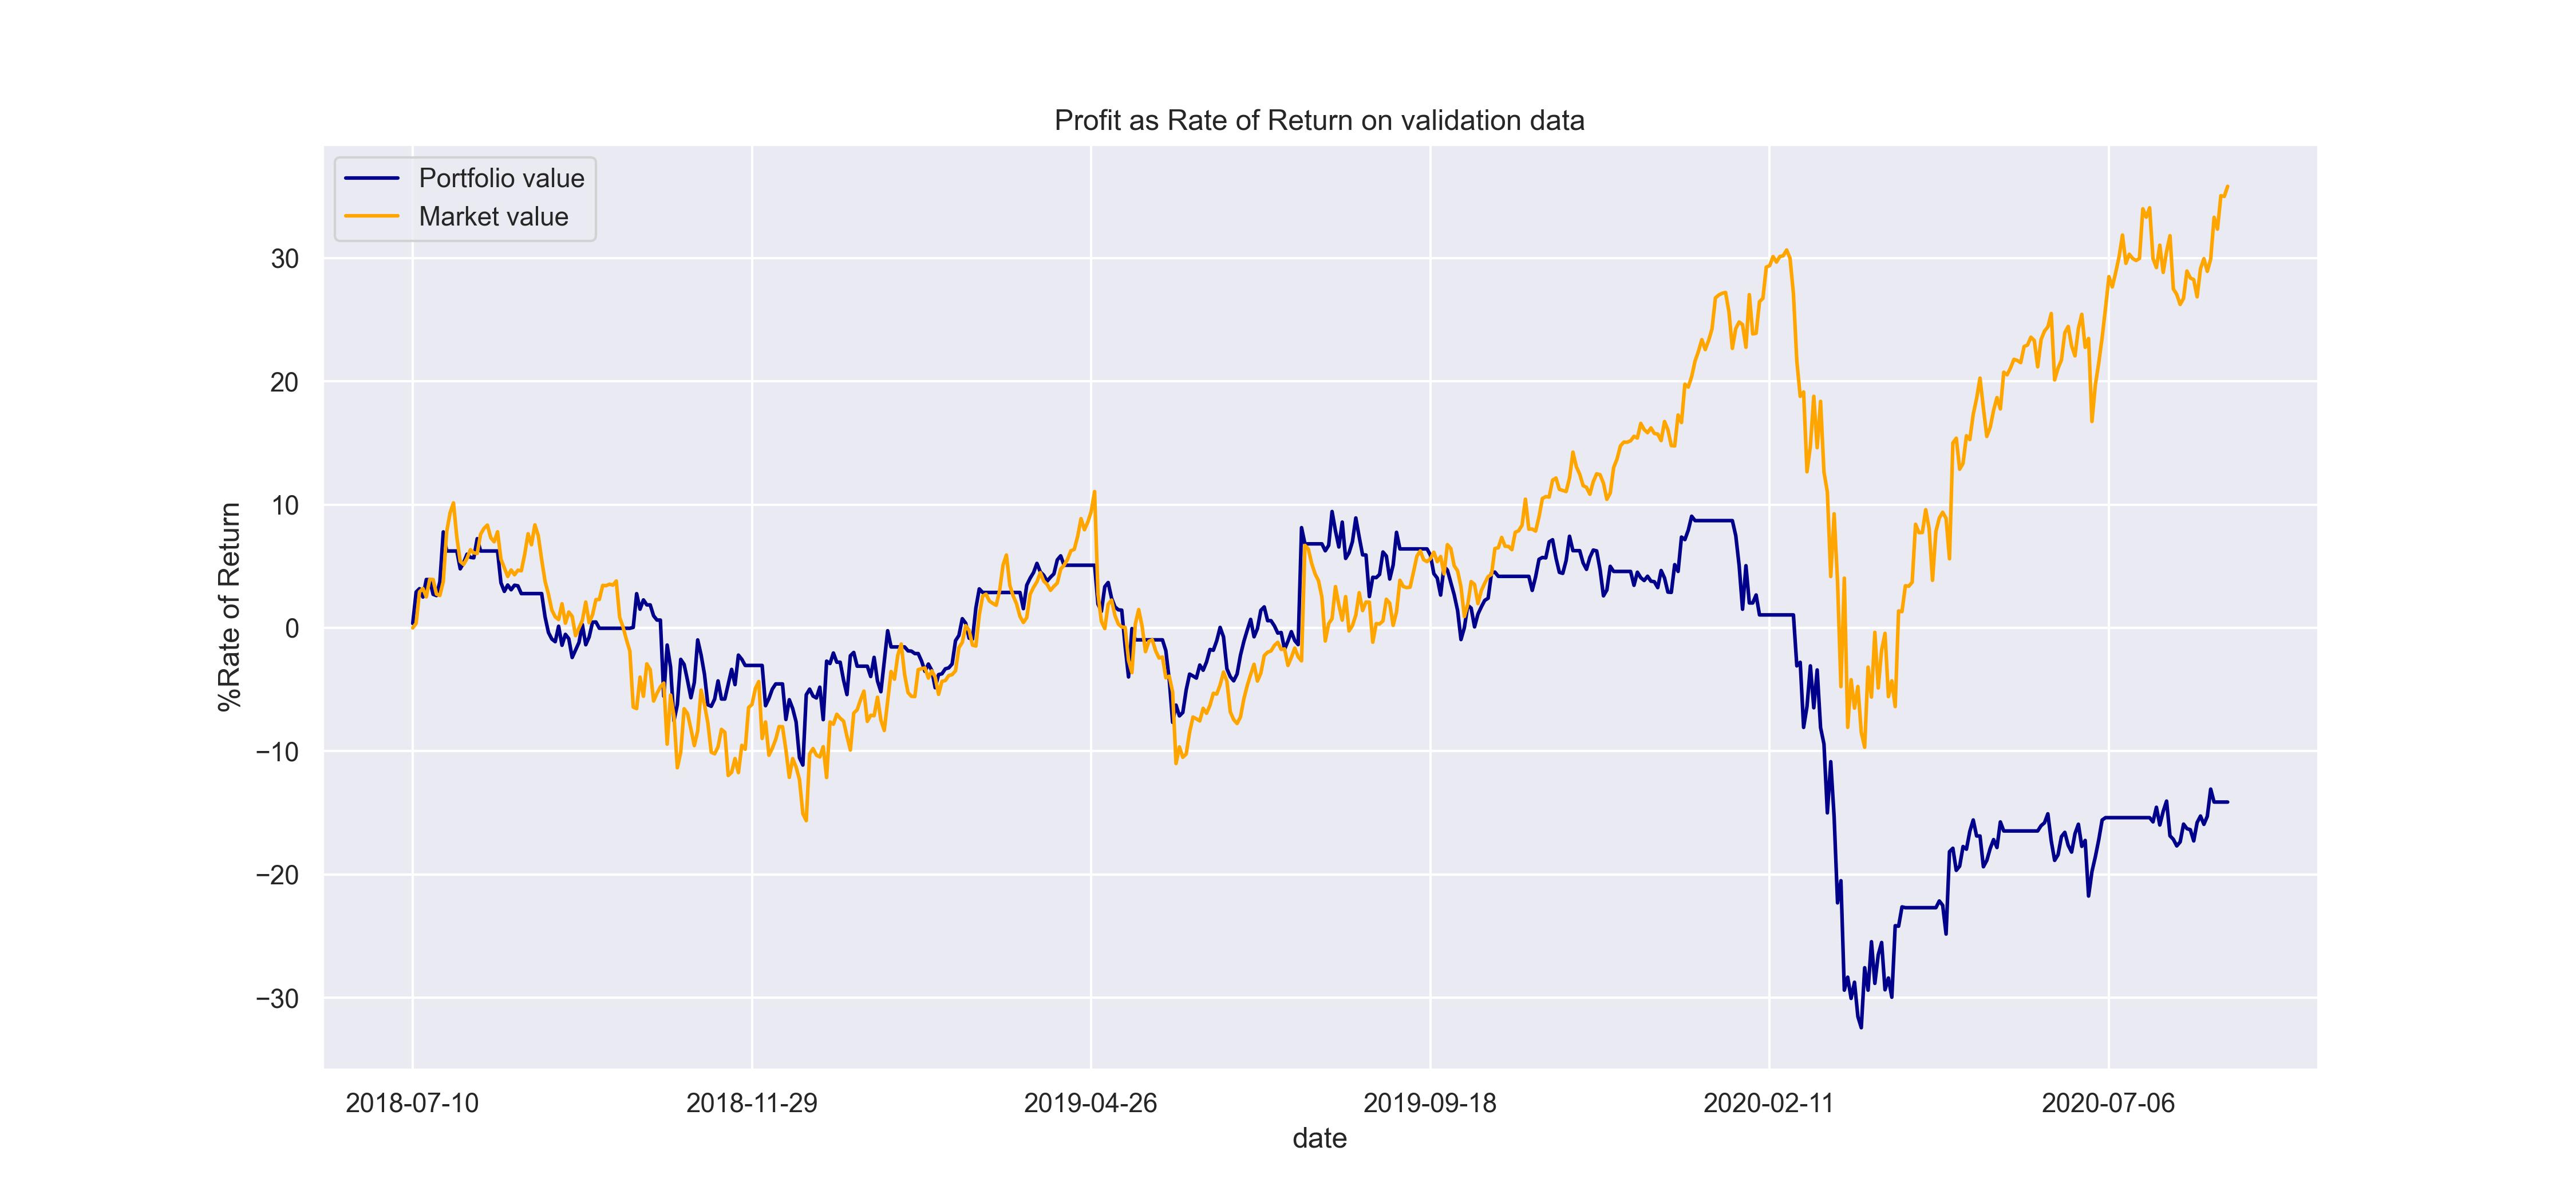 Profit as Rate of Return on validation data
Portfolio value
Market value
%Rate of Return
30
20
10
0
−10
−20
−30
2018-07-10 2018-11-29 2019-04-26 2019-09-18 2020-02-11 2020-07-06
date